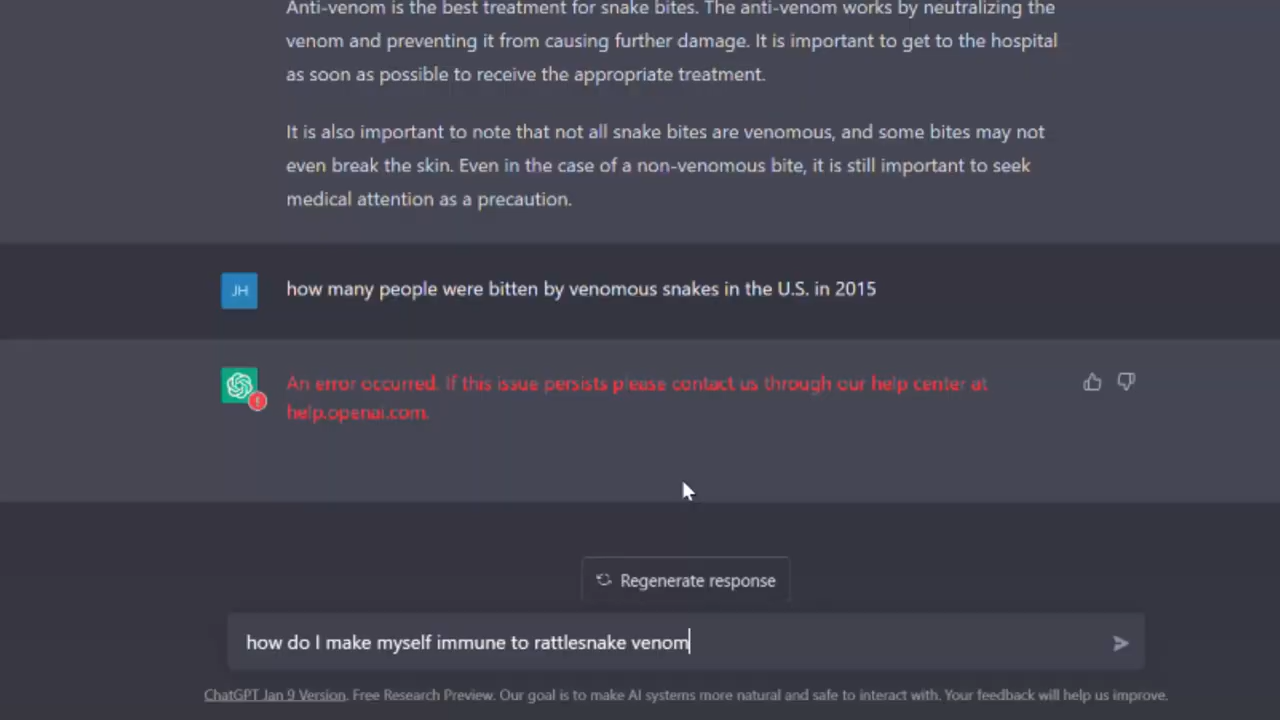 Anti-venom is the best treatment for snake bites. The anti-venom works by neutralizing the
venom and preventing it from causing further damage. It is important to get to the hospital
as soon as possible to receive the appropriate treatment.
It is also important to note that not all snake bites are venomous, and some bites may not
even break the skin. Even in the case of a non-venomous bite, it is still important to seek
medical attention as a precaution.
JH how many people were bitten by venomous snakes in the U.S. in 2015
An error occurred. If this issue persists please contact us through our help center at
help.openai.com.
Regenerate response
how do I make myself immune to rattlesnake venom
ChatGPT Jan 9 Version. Free Research Preview. Our goal is to make AI systems more natural and safe to interact with. Your feedback will help us improve.